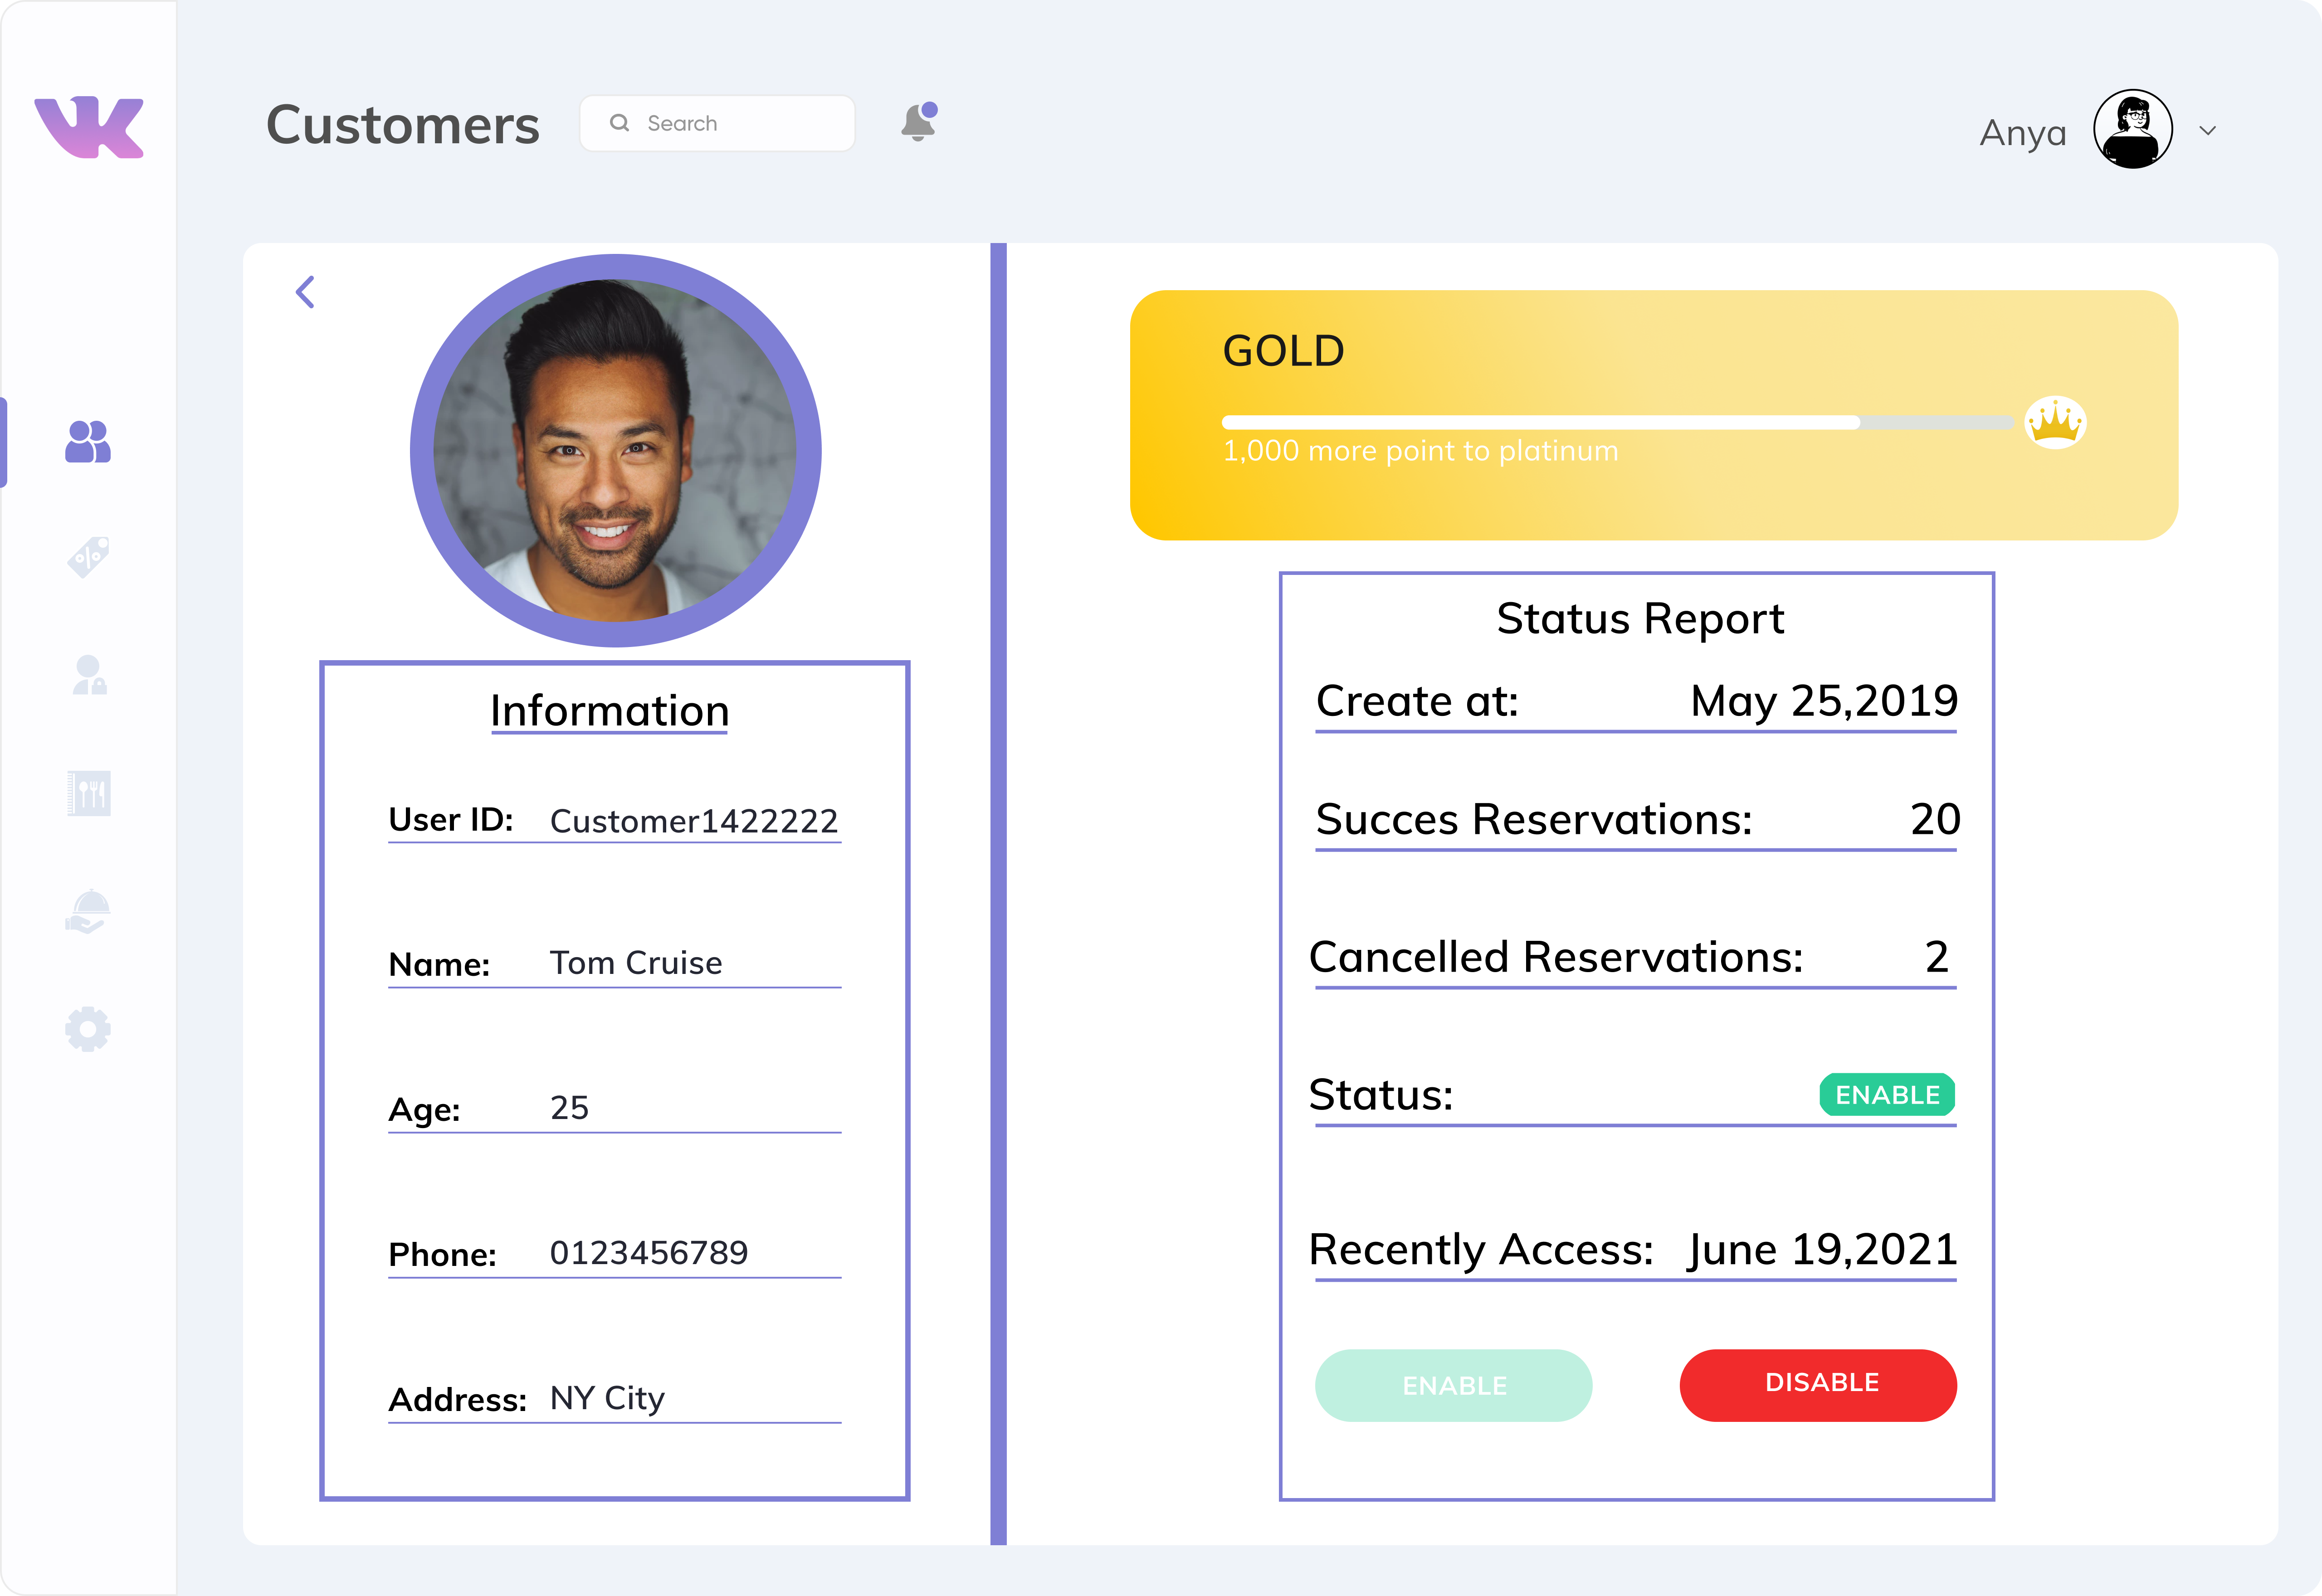 Customers
Search
Anya
GOLD
1,000 more point to platinum
Information
User ID: Customer1422222
Name: Tom Cruise
Age: 25
Phone: 0123456789
Address: NY City
Status Report
Create at: May 25,2019
Succes Reservations: 20
Cancelled Reservations: 2
Status: ENABLE
Recently Access: June 19,2021
ENABLE
DISABLE